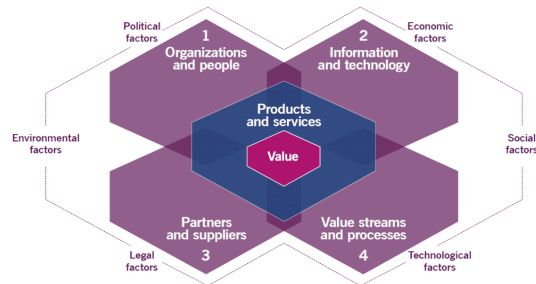 Political
factors
Economic
factors
1
Organizations
and people
2
Information
and technology
Products
and services
Environmental
factors
Value
Social
factors
Partners
and suppliers
3
Value streams
and processes
4
Legal
factors
Technological
factors